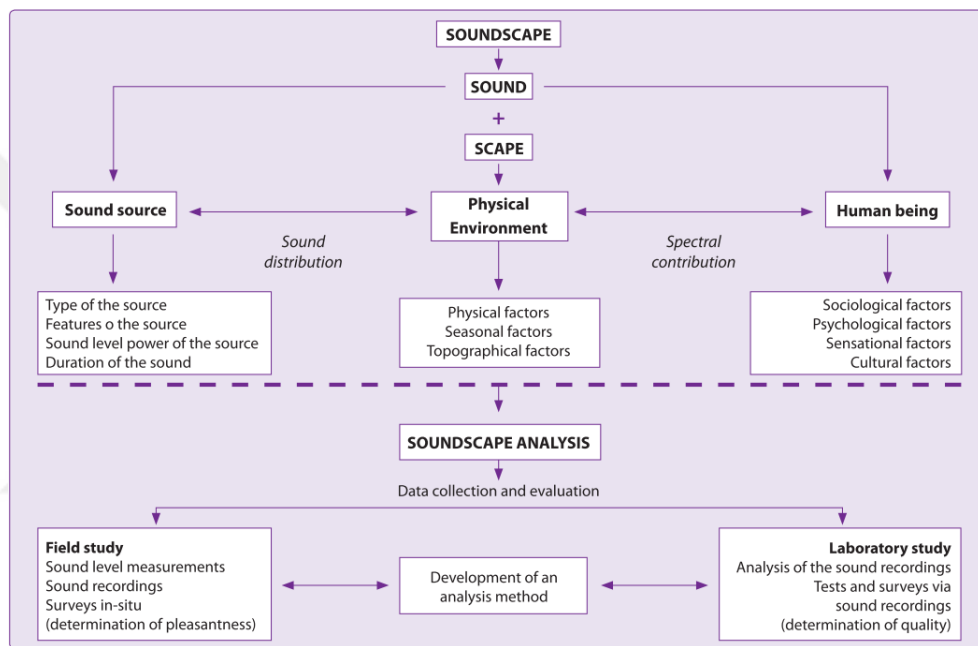 SOUNDSCAPE
SOUND
+
SCAPE
Sound source
Physical
Environment
Human being
Sound
distribution
Spectral
contribution
Type of the source
Features o the source
Sound level power of the source
Duration of the sound
Physical factors
Seasonal factors
Topographical factors
Sociological factors
Psychological factors
Sensational factors
Cultural factors
SOUNDSCAPE ANALYSIS
Data collection and evaluation
Field study
Sound level measurements
Sound recordings
Surveys in-situ
(determination of pleasantness)
Development of an
analysis method
Laboratory study
Analysis of the sound recordings
Tests and surveys via
sound recordings
(determination of quality)